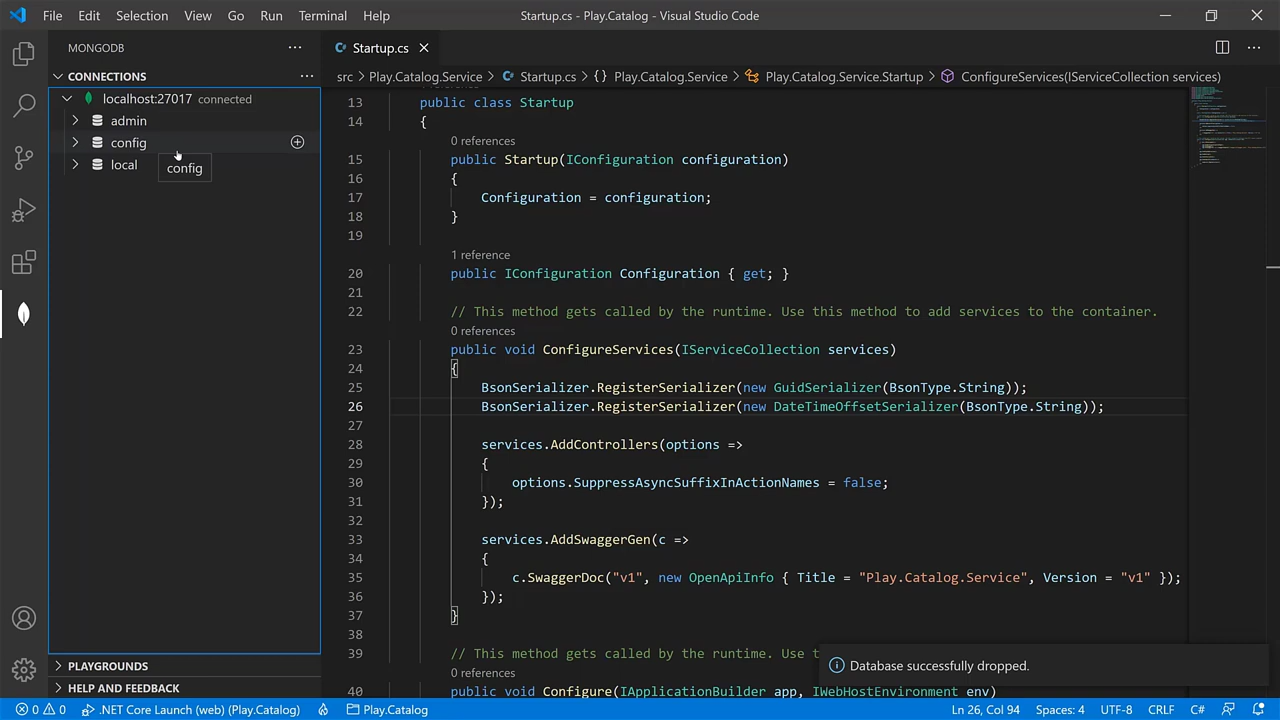 File Edit Selection View Go Run Terminal Help
Startup.cs - Play.Catalog - Visual Studio Code
MONGODB
CONNECTIONS
localhost:27017 connected
admin
config
local
config
PLAYGROUNDS
HELP AND FEEDBACK
Startup.cs
src > Play.Catalog.Service > Startup.cs > {} Play.Catalog.Service > Play.Catalog.Service.Startup > ConfigureServices(IServiceCollection services)
13 public class Startup
14 {
0 references
15 public Startup(IConfiguration configuration)
16 {
17 Configuration = configuration;
18 }
19
1 reference
20 public IConfiguration Configuration { get; }
21
22 // This method gets called by the runtime. Use this method to add services to the container.
0 references
23 public void ConfigureServices(IServiceCollection services)
24 {
25 BsonSerializer.RegisterSerializer(new GuidSerializer(BsonType.String));
26 BsonSerializer.RegisterSerializer(new DateTimeOffsetSerializer(BsonType.String));
27
28 services.AddControllers(options =>
29 {
30 options.SuppressAsyncSuffixInActionNames = false;
31 });
32
33 services.AddSwaggerGen(c =>
34 {
35 c.SwaggerDoc("v1", new OpenApiInfo { Title = "Play.Catalog.Service", Version = "v1" });
36 });
37 }
38
39 // This method gets called by the runtime. Use t
0 references
40 public void Configure(IApplicationBuilder app, IWebHostEnvironment env)
Database successfully dropped.
0 0 .NET Core Launch (web) (Play.Catalog) Play.Catalog Ln 26, Col 94 Spaces: 4 UTF-8 CRLF C#